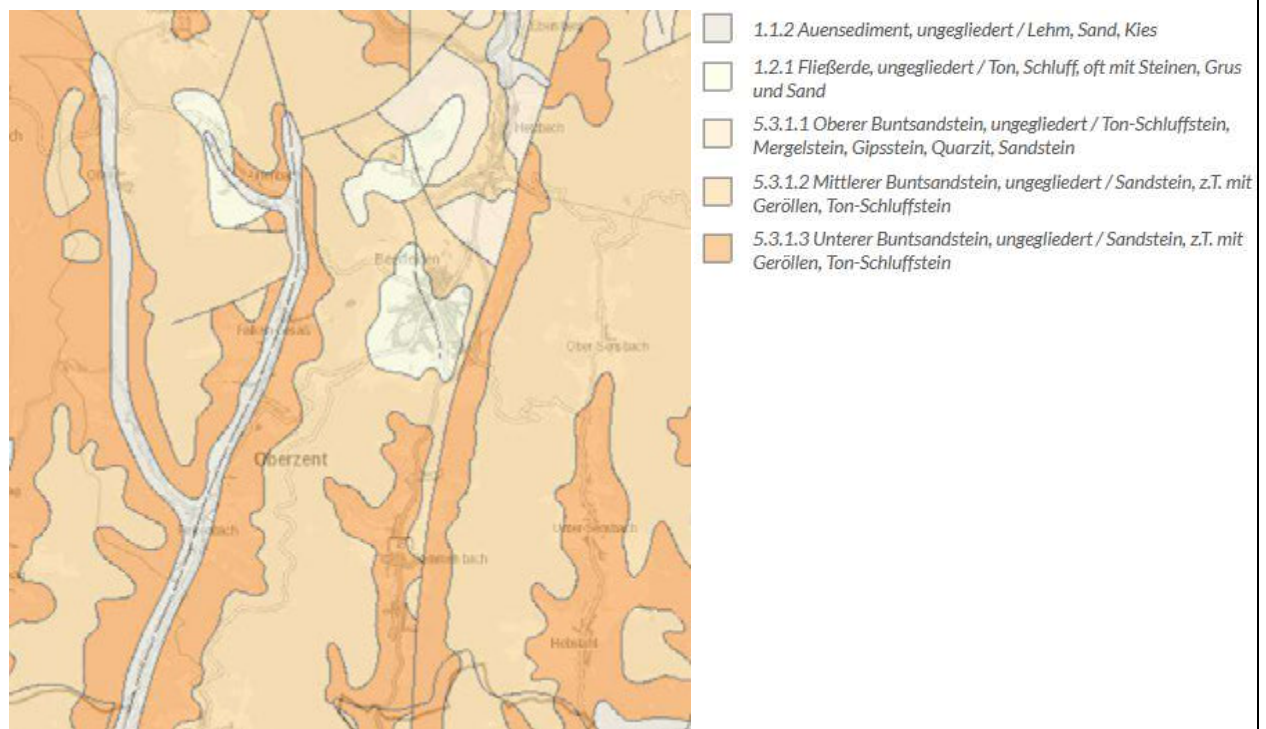 Hetzbach
Beerfelden
Ober-Sensbach
Oberzent
Unter-Sensbach
Hebstahl
1.1.2 Auensediment, ungegliedert / Lehm, Sand, Kies
1.2.1 Fließerde, ungegliedert / Ton, Schluff, oft mit Steinen, Grus
und Sand
5.3.1.1 Oberer Buntsandstein, ungegliedert / Ton-Schluffstein,
Mergelstein, Gipsstein, Quarzit, Sandstein
5.3.1.2 Mittlerer Buntsandstein, ungegliedert / Sandstein, z.T. mit
Geröllen, Ton-Schluffstein
5.3.1.3 Unterer Buntsandstein, ungegliedert / Sandstein, z.T. mit
Geröllen, Ton-Schluffstein